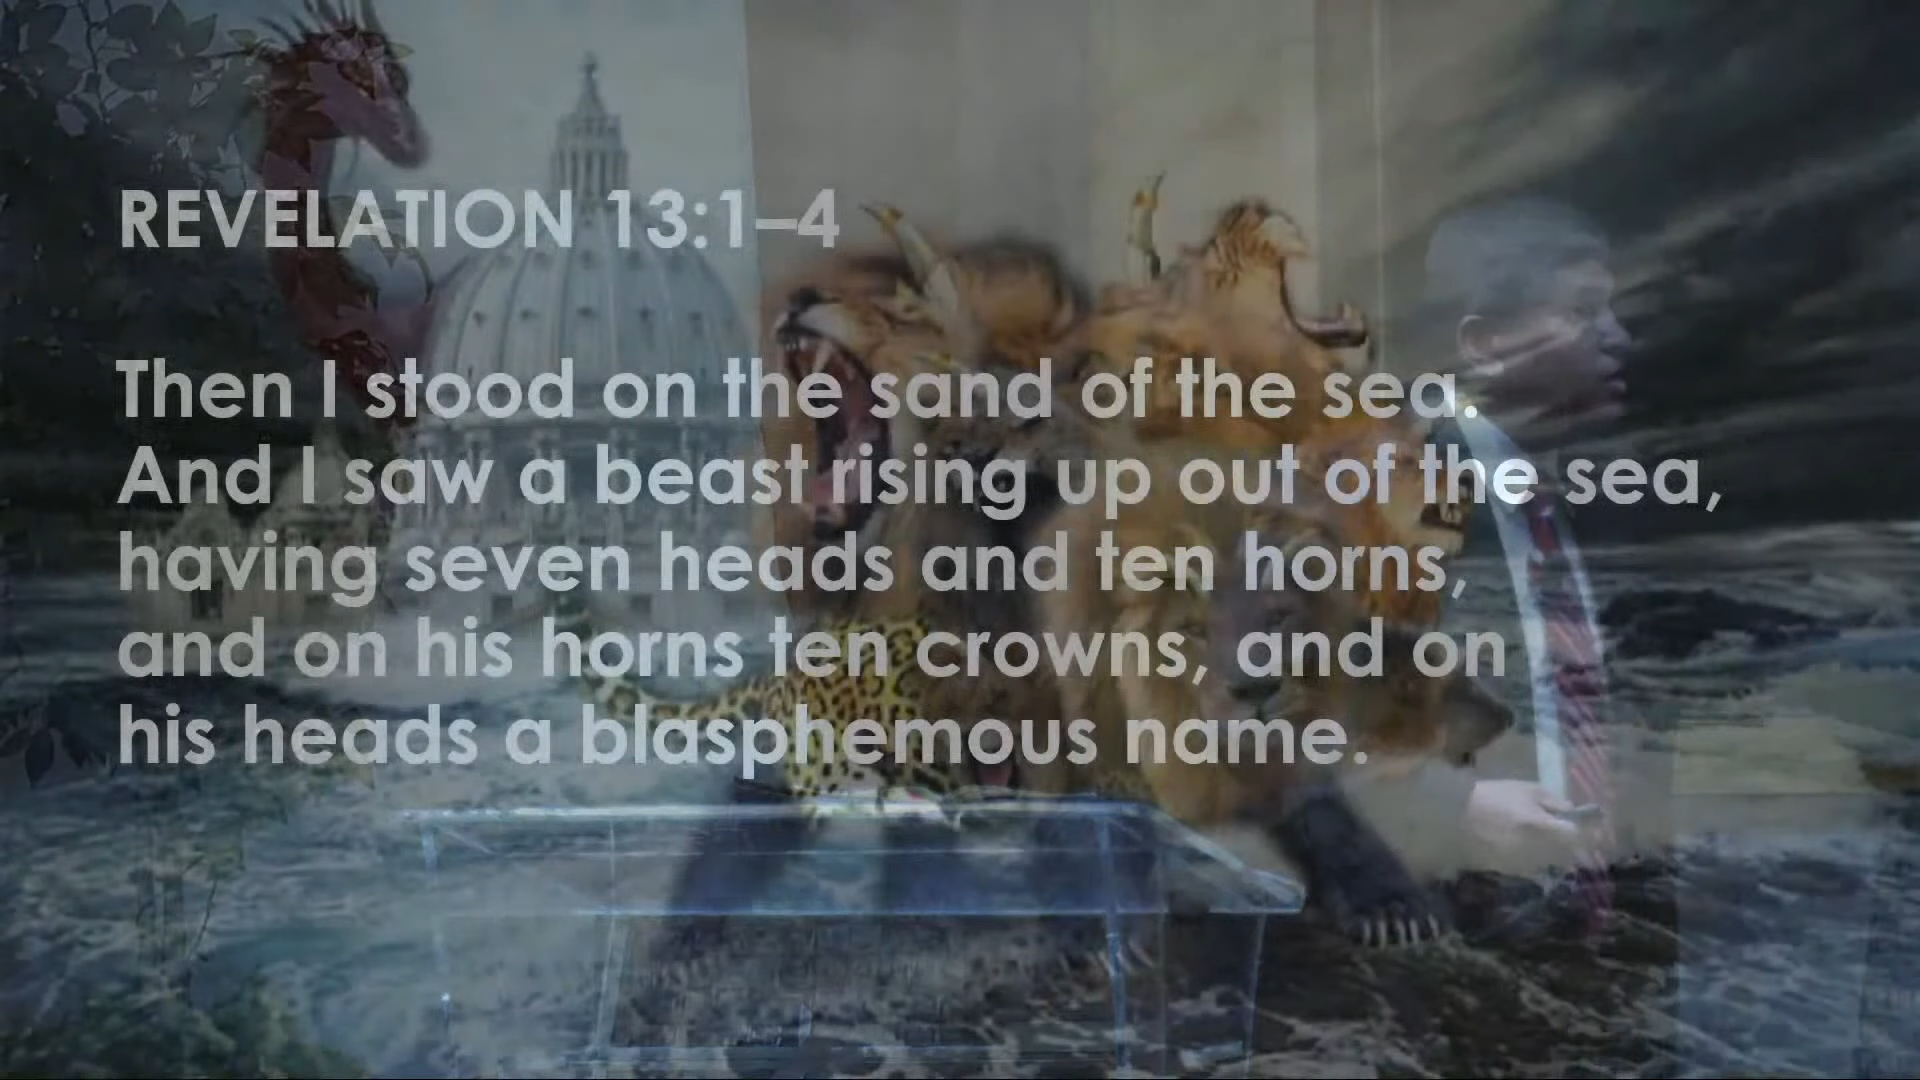 REVELATION 13:1–4
Then I stood on the sand of the sea.
And I saw a beast rising up out of the sea,
having seven heads and ten horns,
and on his horns ten crowns, and on
his heads a blasphemous name.